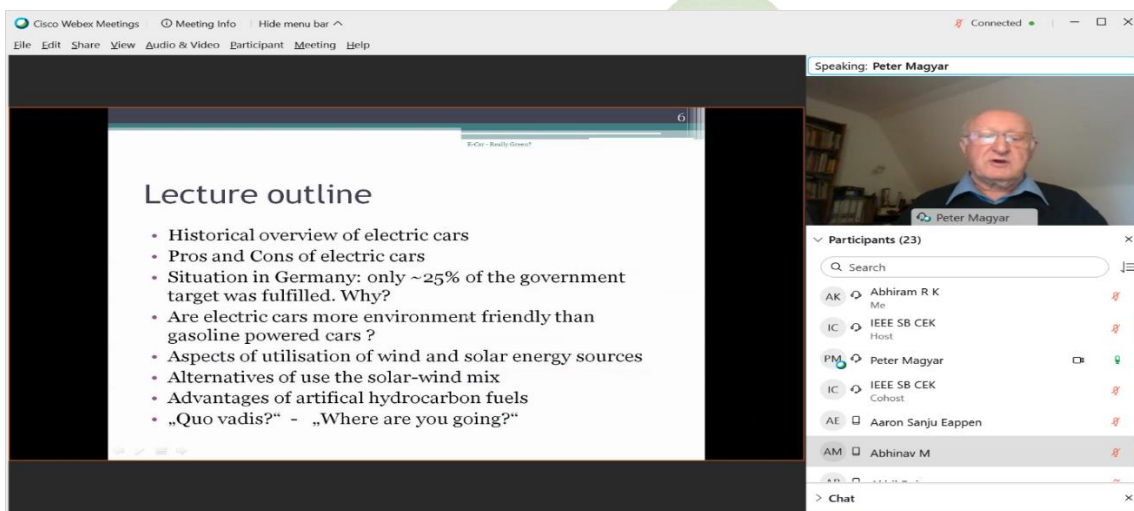 Cisco Webex Meetings Meeting Info Hide menu bar
Connected
File Edit Share View Audio & Video Participant Meeting Help
Speaking: Peter Magyar
6
E-Car - Really Green?
Lecture outline
• Historical overview of electric cars
• Pros and Cons of electric cars
• Situation in Germany: only ~25% of the government
target was fulfilled. Why?
• Are electric cars more environment friendly than
gasoline powered cars ?
• Aspects of utilisation of wind and solar energy sources
• Alternatives of use the solar-wind mix
• Advantages of artifical hydrocarbon fuels
• „Quo vadis?“ - „Where are you going?“
Peter Magyar
Participants (23)
Search
AK Abhiram R K
Me
IC IEEE SB CEK
Host
PM Peter Magyar
IC IEEE SB CEK
Cohost
AE Aaron Sanju Eappen
AM Abhinav M
Chat